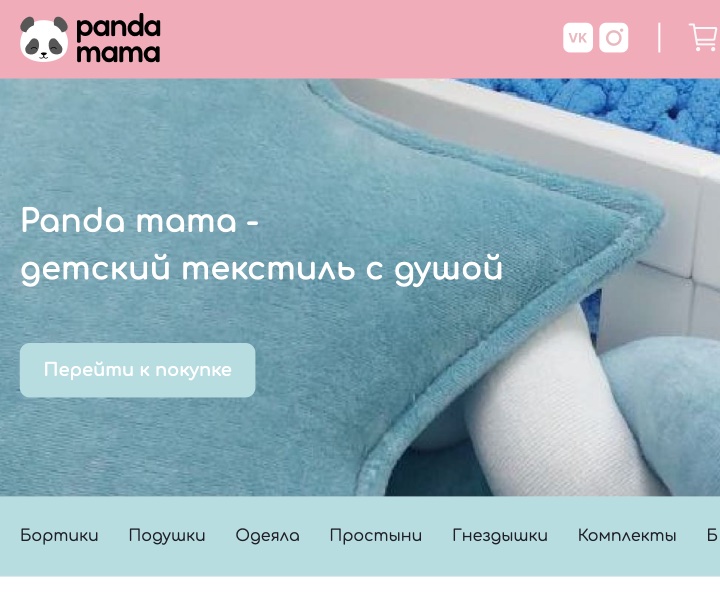 panda
mama
VK
Panda mama -
детский текстиль с душой
Перейти к покупке
Бортики Подушки Одеяла Простыни Гнездышки Комплекты Б